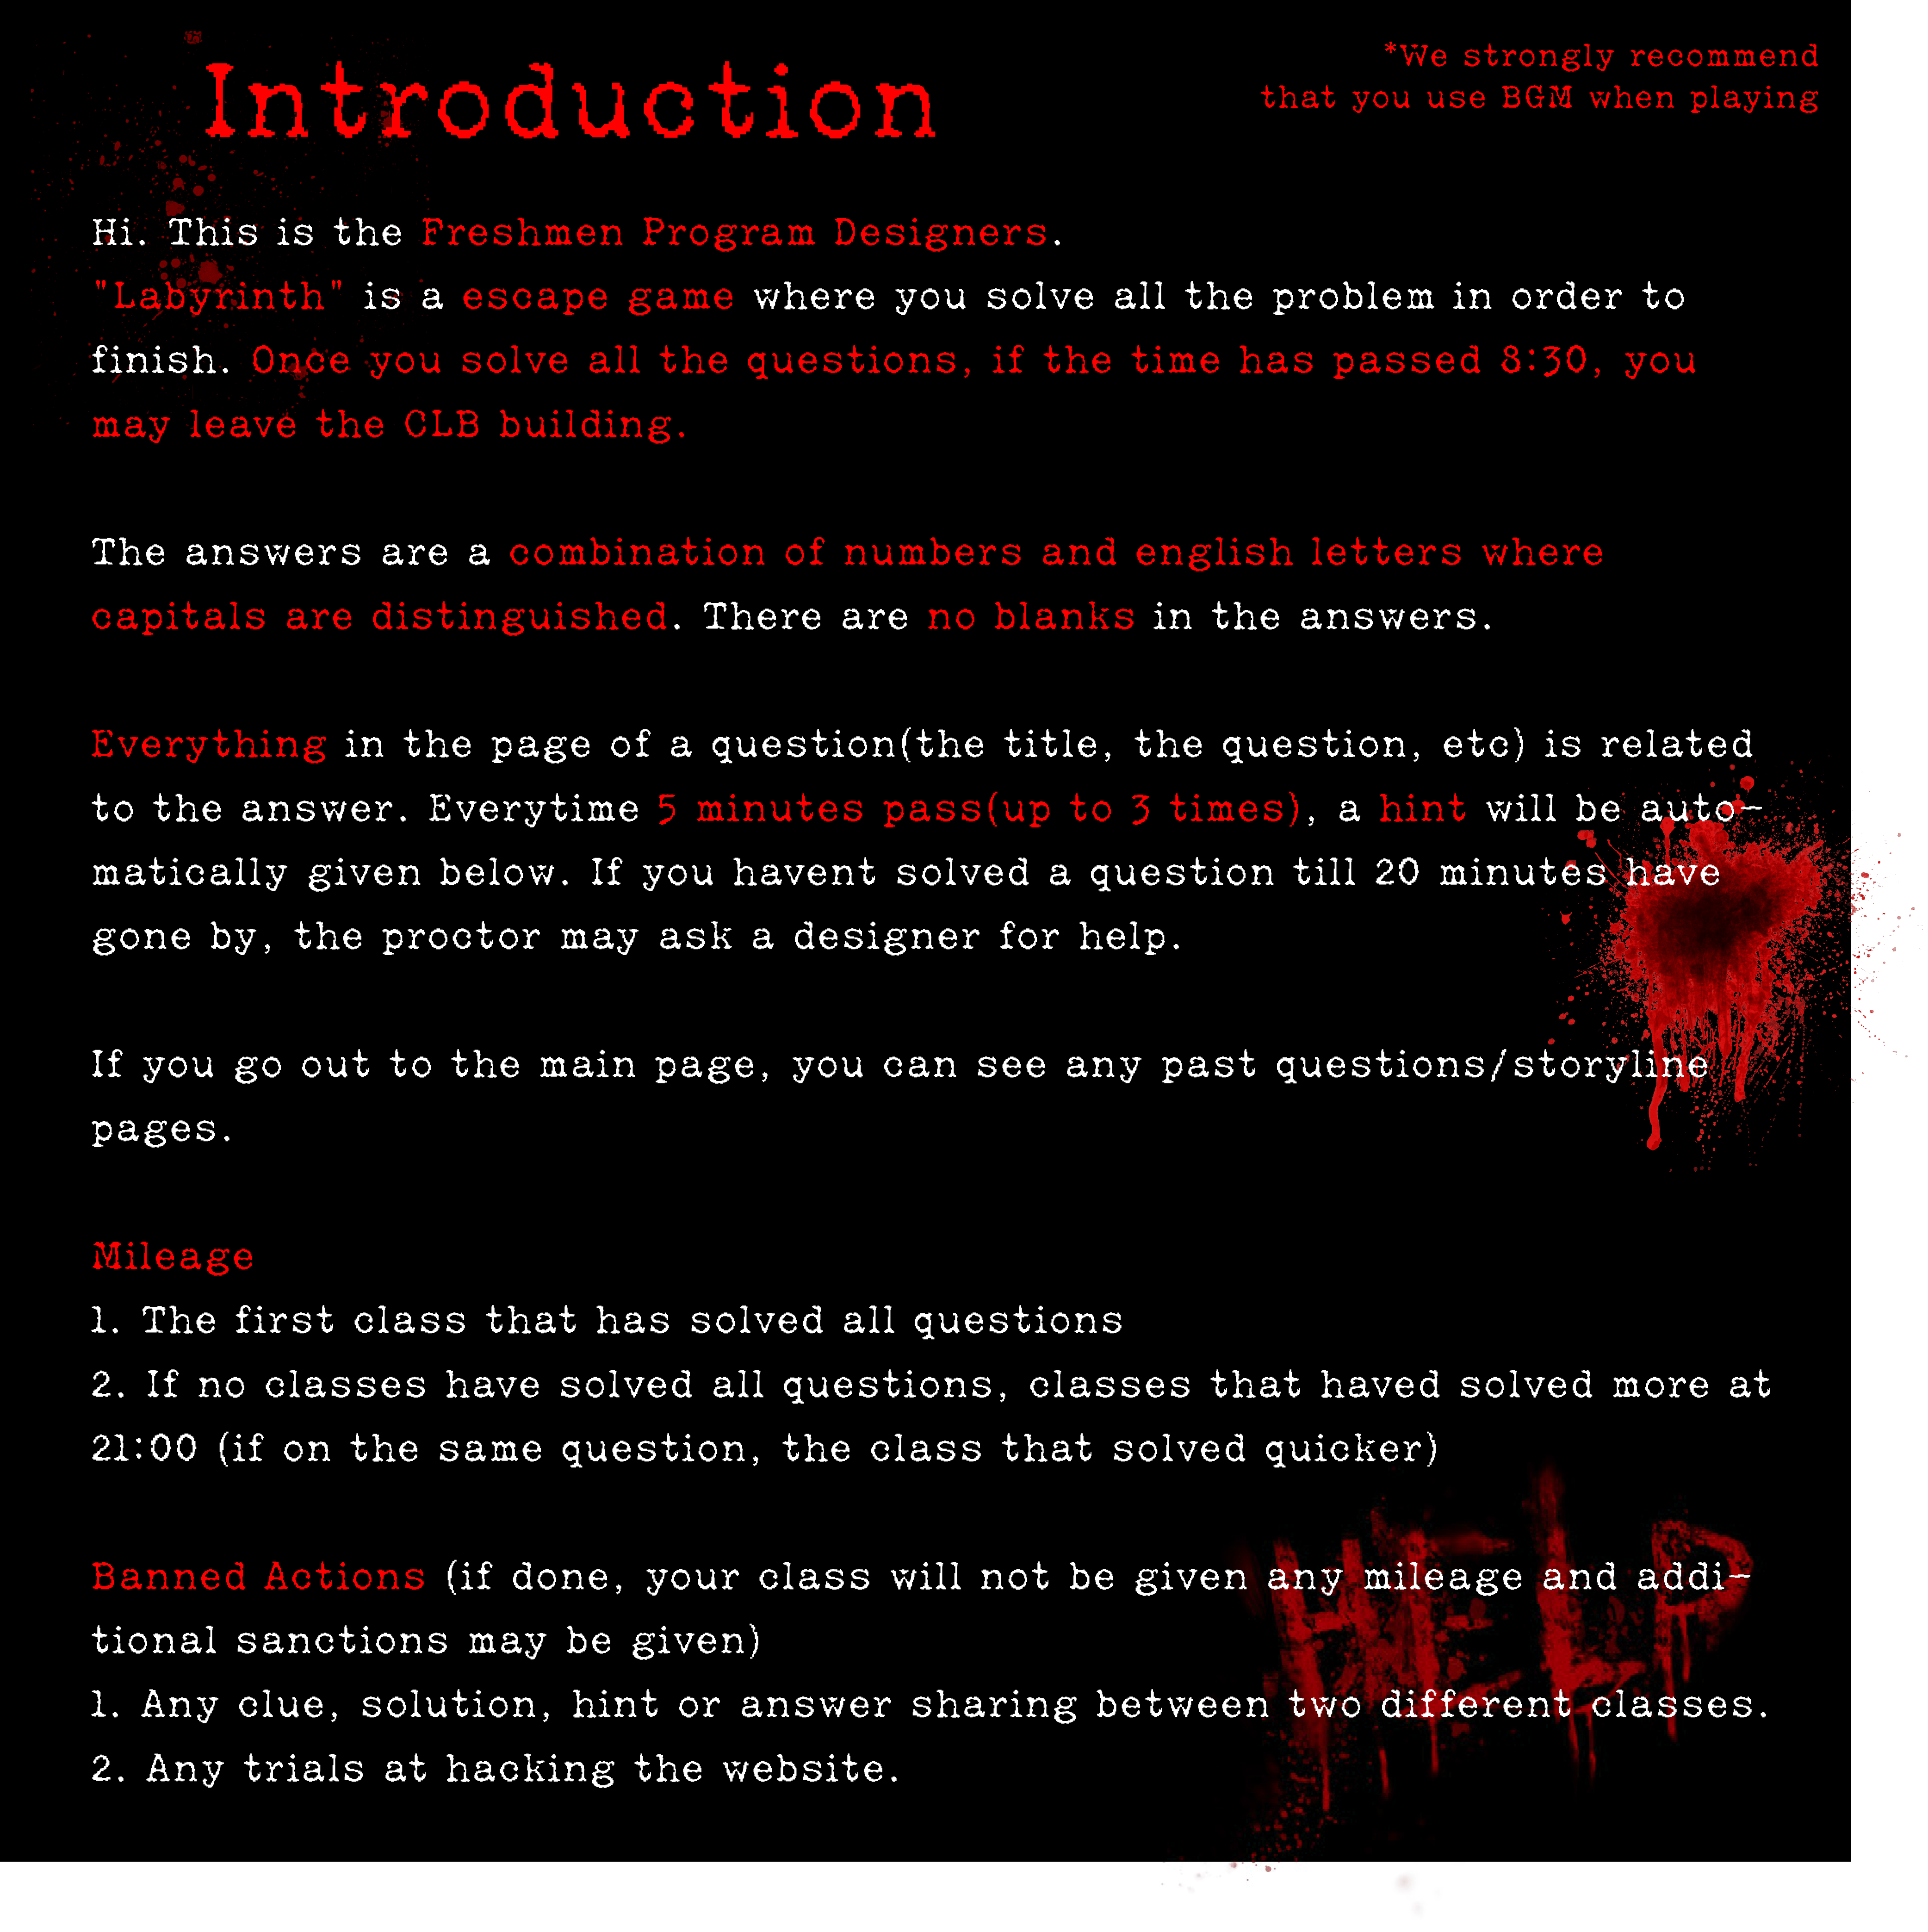 Introduction
*We strongly recommend
that you use BGM when playing
Hi. This is the Freshmen Program Designers.
"Labyrinth" is a escape game where you solve all the problem in order to
finish. Once you solve all the questions, if the time has passed 8:30, you
may leave the CLB building.
The answers are a combination of numbers and english letters where
capitals are distinguished. There are no blanks in the answers.
Everything in the page of a question(the title, the question, etc) is related
to the answer. Everytime 5 minutes pass(up to 3 times), a hint will be auto-
matically given below. If you havent solved a question till 20 minutes have
gone by, the proctor may ask a designer for help.
If you go out to the main page, you can see any past questions/storyline
pages.
Mileage
1. The first class that has solved all questions
2. If no classes have solved all questions, classes that haved solved more at
21:00 (if on the same question, the class that solved quicker)
Banned Actions (if done, your class will not be given any mileage and addi-
tional sanctions may be given)
1. Any clue, solution, hint or answer sharing between two different classes.
2. Any trials at hacking the website.
HELP